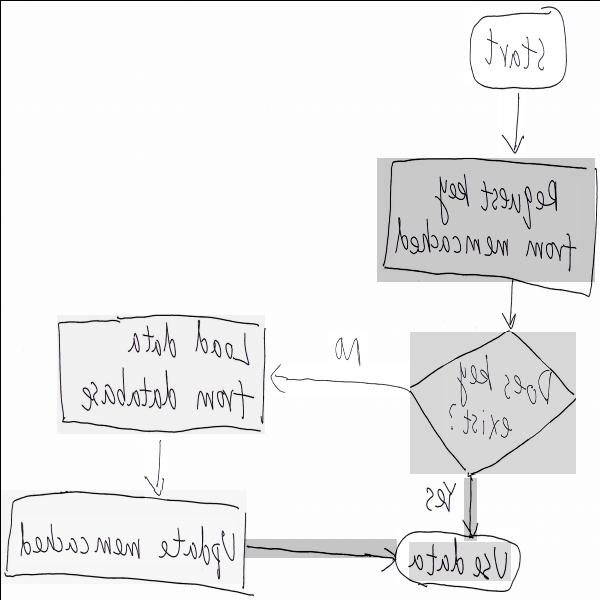 Start
Request key
from memcached
Does key
exist?
No
Load data
from database
Yes
Update memcached
Use data